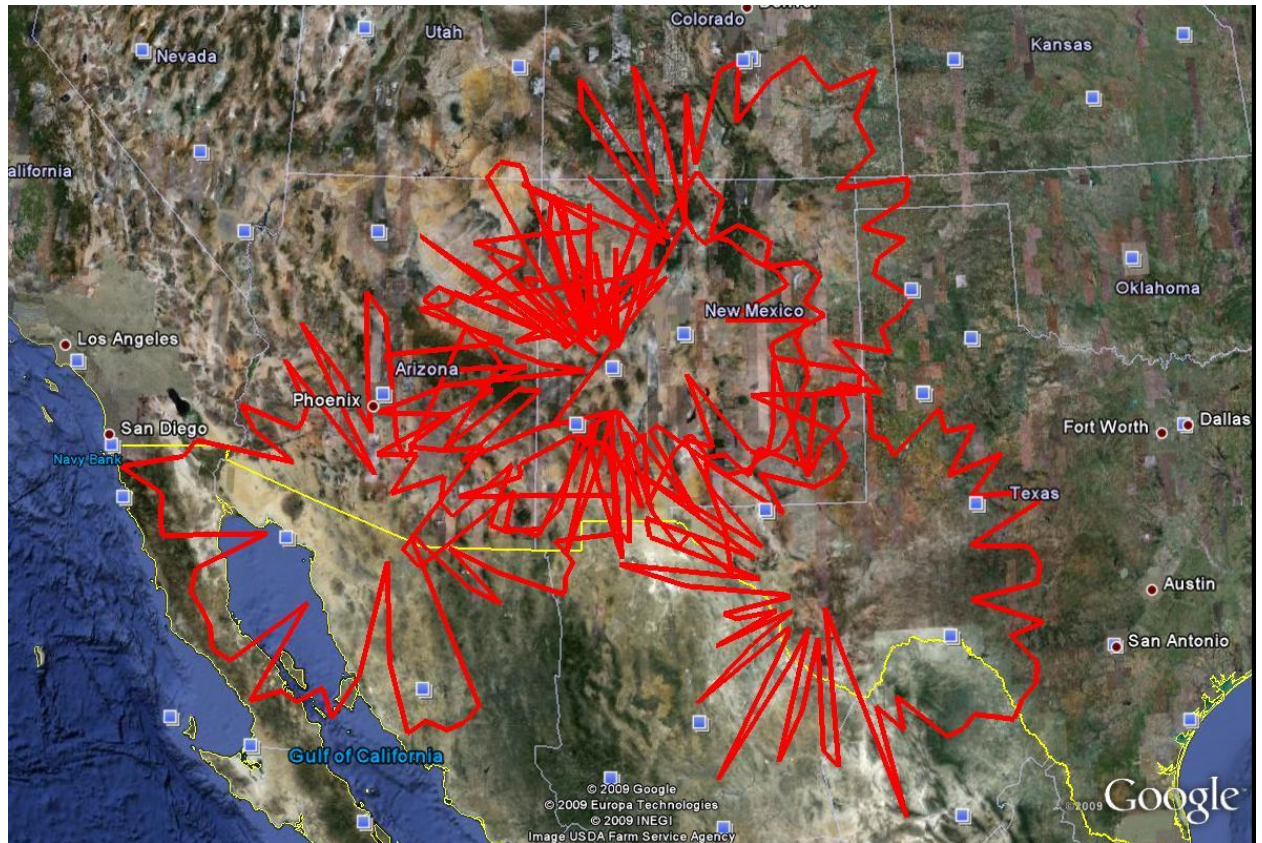 Colorado
Utah
Kansas
Nevada
alifornia
Oklahoma
New Mexico
Los Angeles
Arizona
Phoenix
San Diego
Fort Worth
Dallas
Navy Bank
Texas
Austin
San Antonio
Gulf of California
© 2009 Google
© 2009 Europa Technologies
© 2009 INEGI
Image USDA Farm Service Agency
©2009 Google